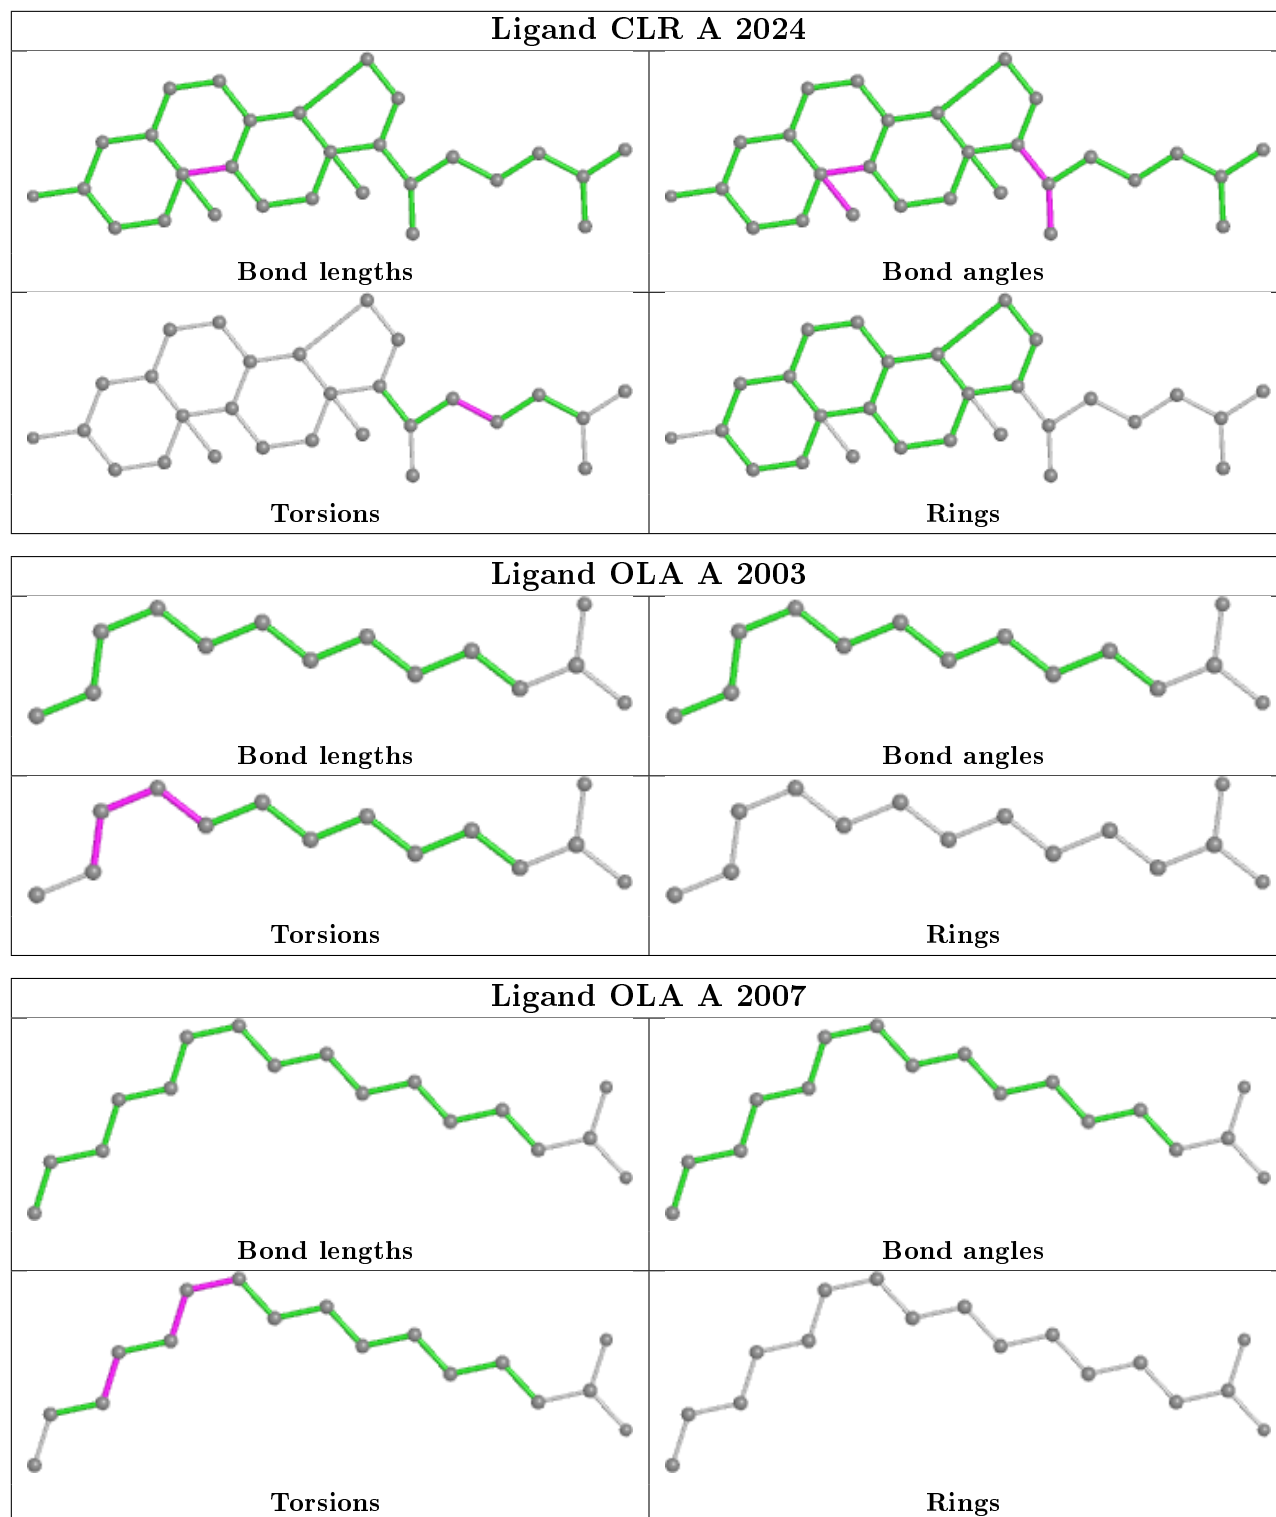 Ligand CLR A 2024
Bond lengths
Bond angles
Torsions
Rings
Ligand OLA A 2003
Bond lengths
Bond angles
Torsions
Rings
Ligand OLA A 2007
Bond lengths
Bond angles
Torsions
Rings